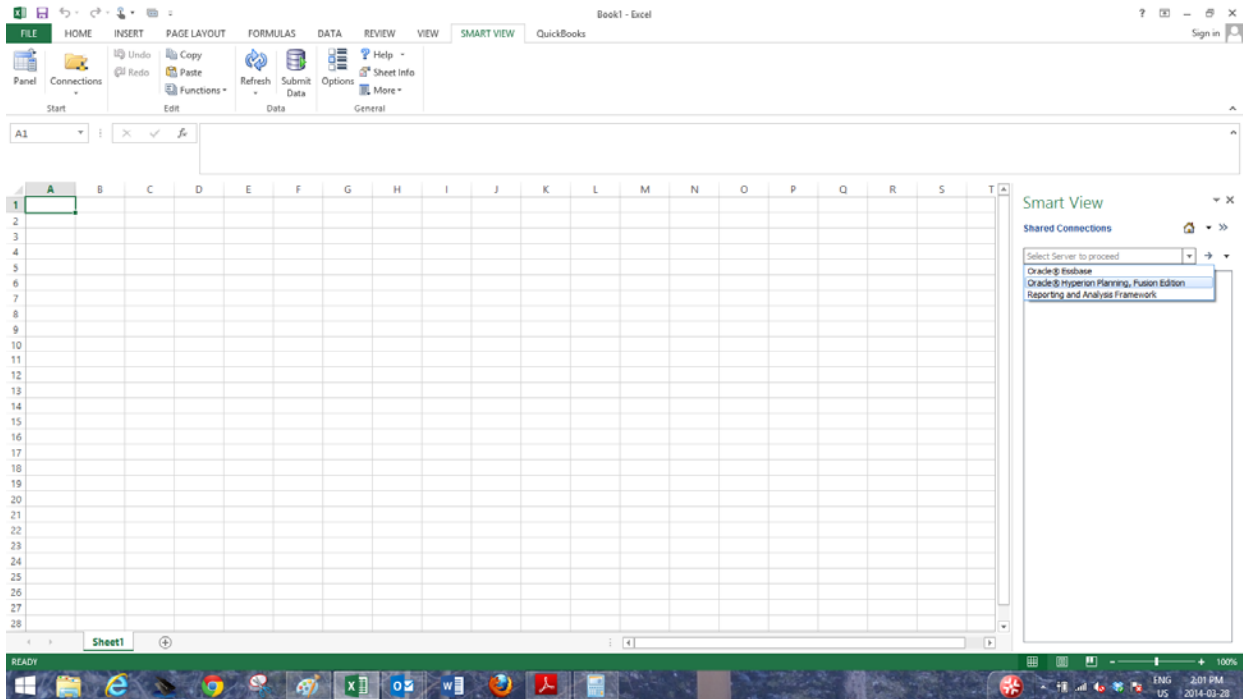 Book1 - Excel
?
FILE HOME INSERT PAGE LAYOUT FORMULAS DATA REVIEW VIEW SMART VIEW QuickBooks Sign in
Panel
Connections
Undo
Redo
Copy
Paste
Functions
Refresh
Submit
Data
Options
? Help
Sheet Info
More
Start Edit Data General
A1 fx
A B C D E F G H I J K L M N O P Q R S T
1
2
3
4
5
6
7
8
9
10
11
12
13
14
15
16
17
18
19
20
21
22
23
24
25
26
27
28
Smart View
Shared Connections
Select Server to proceed
Oracle® Essbase
Oracle® Hyperion Planning, Fusion Edition
Reporting and Analysis Framework
Sheet1
READY 100%
ENG
US
2:01 PM
2014-03-28